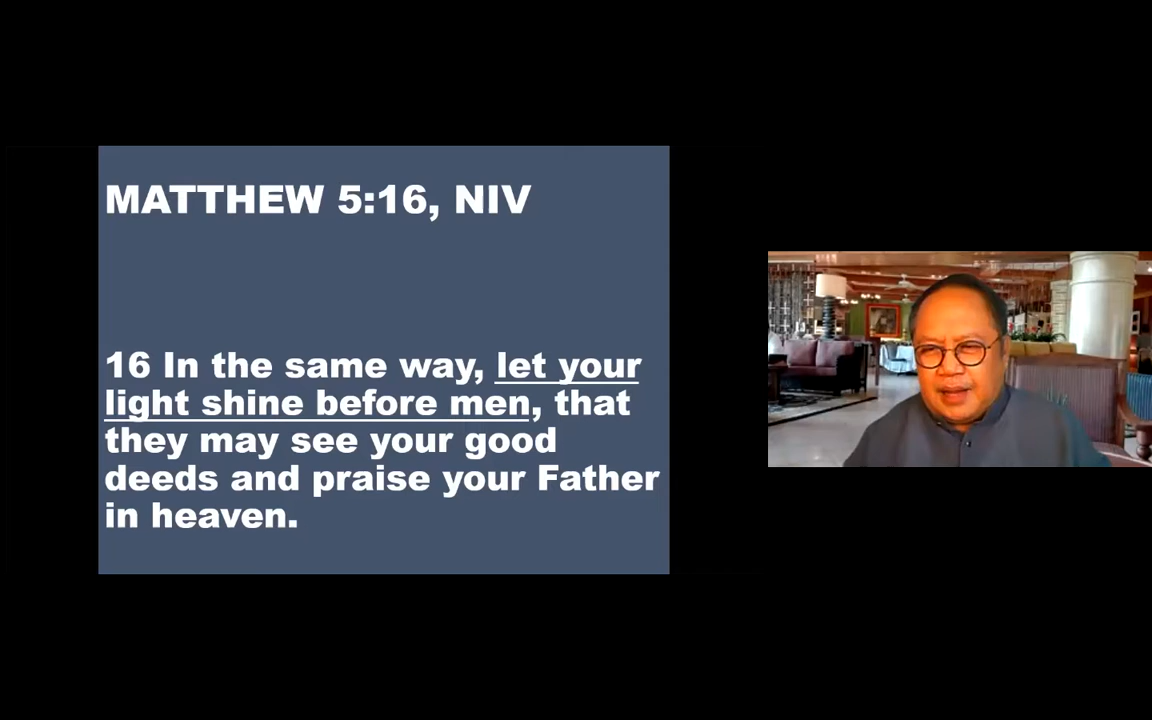 MATTHEW 5:16, NIV
16 In the same way, let your
light shine before men, that
they may see your good
deeds and praise your Father
in heaven.